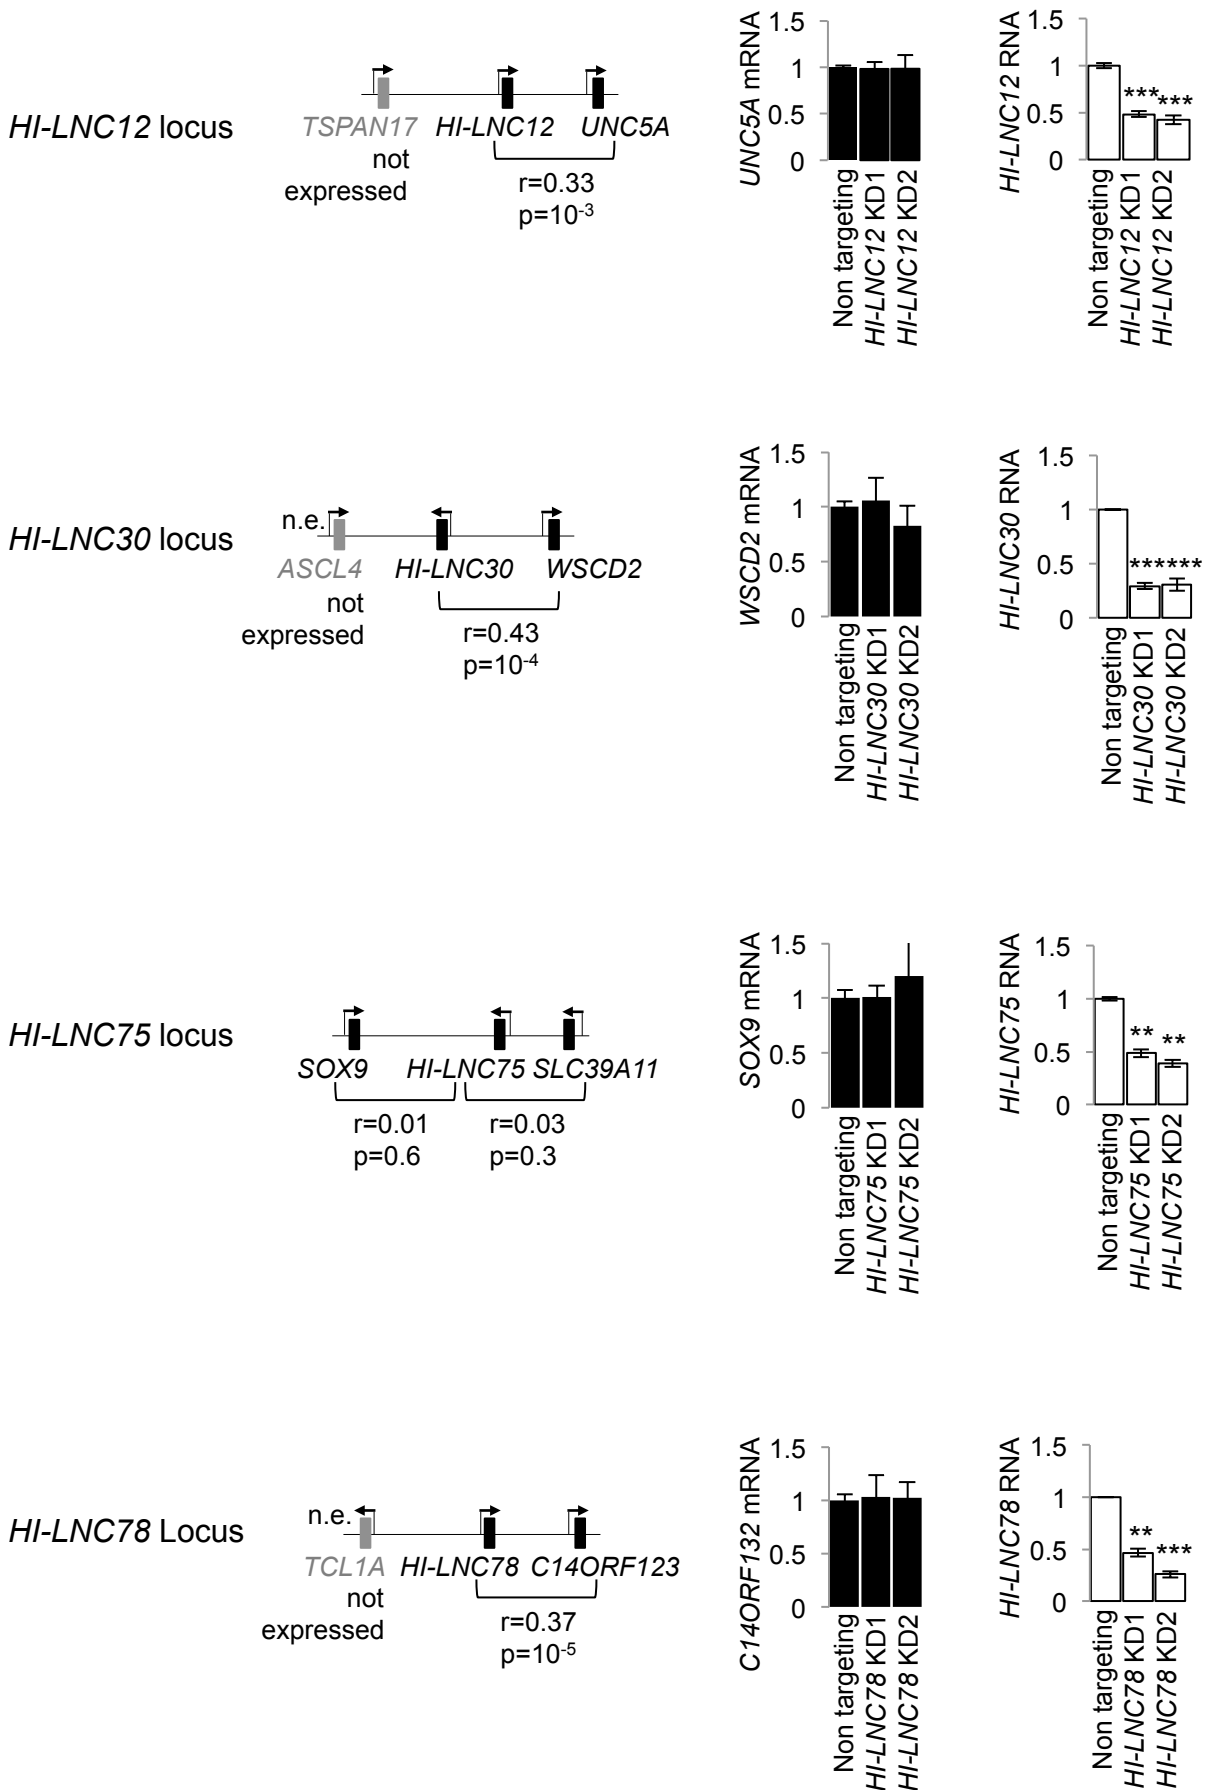 HI-LNC12 locus
TSPAN17 HI-LNC12 UNC5A
not
expressed
r=0.33
p=10-3
UNC5A mRNA
1.5
1
0.5
0
Non targeting
HI-LNC12 KD1
HI-LNC12 KD2
HI-LNC12 RNA
1.5
1
0.5
0
*** ***
Non targeting
HI-LNC12 KD1
HI-LNC12 KD2
HI-LNC30 locus
n.e.
ASCL4 HI-LNC30 WSCD2
not
expressed
r=0.43
p=10-4
WSCD2 mRNA
1.5
1
0.5
0
Non targeting
HI-LNC30 KD1
HI-LNC30 KD2
HI-LNC30 RNA
1.5
1
0.5
0
******
Non targeting
HI-LNC30 KD1
HI-LNC30 KD2
HI-LNC75 locus
SOX9 HI-LNC75 SLC39A11
r=0.01 r=0.03
p=0.6 p=0.3
SOX9 mRNA
1.5
1
0.5
0
Non targeting
HI-LNC75 KD1
HI-LNC75 KD2
HI-LNC75 RNA
1.5
1
0.5
0
** **
Non targeting
HI-LNC75 KD1
HI-LNC75 KD2
HI-LNC78 Locus
n.e.
TCL1A HI-LNC78 C14ORF123
not
expressed
r=0.37
p=10-5
C14ORF132 mRNA
1.5
1
0.5
0
Non targeting
HI-LNC78 KD1
HI-LNC78 KD2
HI-LNC78 RNA
1.5
1
0.5
0
** ***
Non targeting
HI-LNC78 KD1
HI-LNC78 KD2